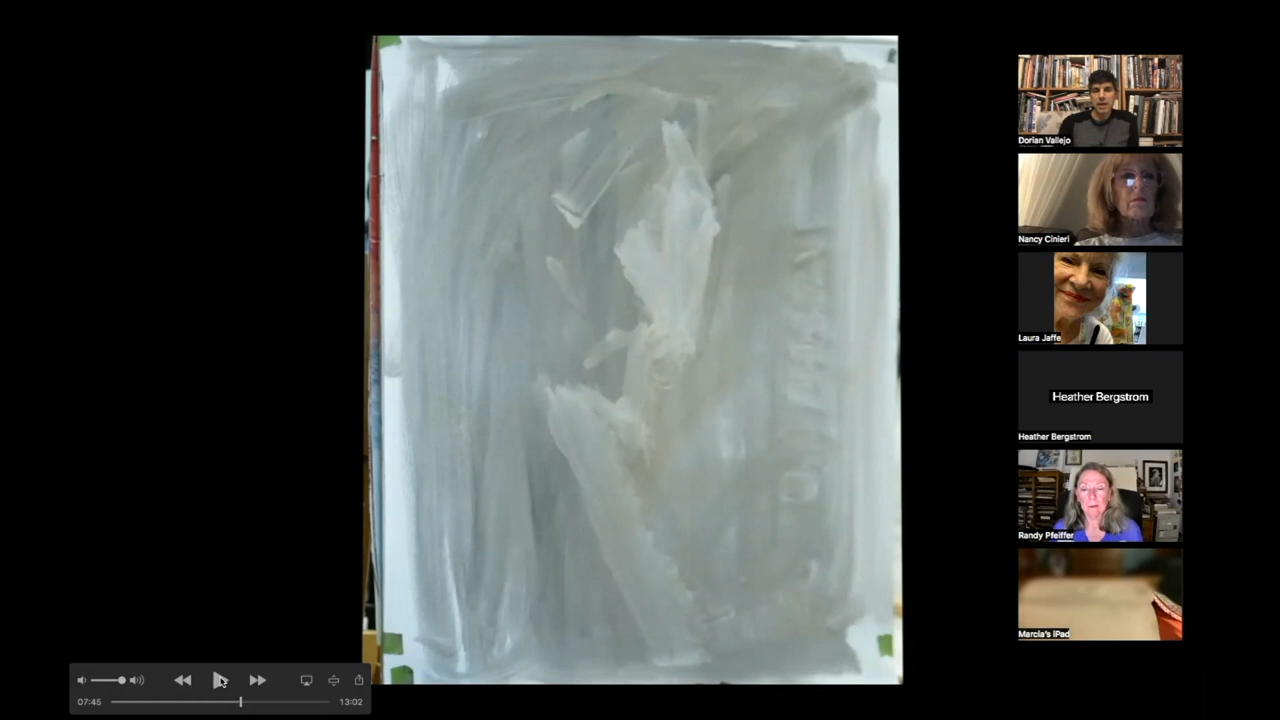 Dorian Vallejo
Nancy Cinieri
Laura Jaffe
Heather Bergstrom
Heather Bergstrom
Randy Pfeiffer
Marcia's iPad
07:45
13:02